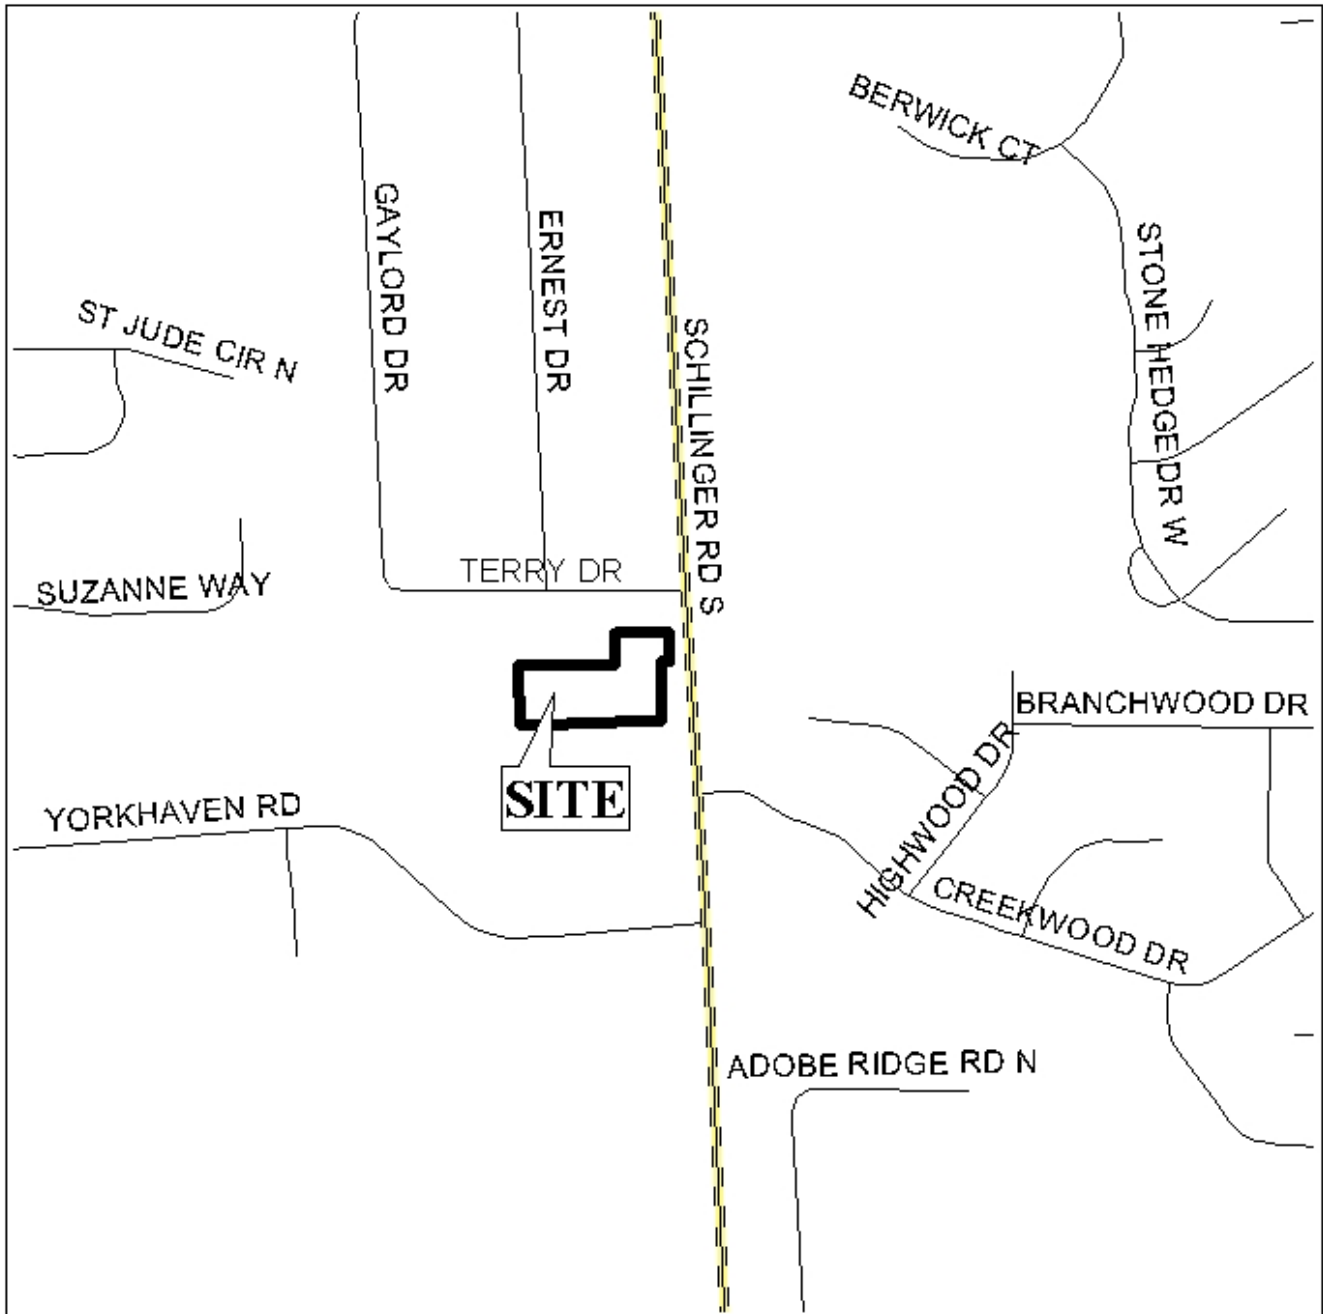 BERWICK CT
GAYLORD DR
ERNEST DR
STONE HEDGE DR W
ST JUDE CIR N
SCHILLINGER RD S
TERRY DR
SUZANNE WAY
BRANCHWOOD DR
HIGHWOOD DR
SITE
YORKHAVEN RD
CREEKWOOD DR
ADOBE RIDGE RD N